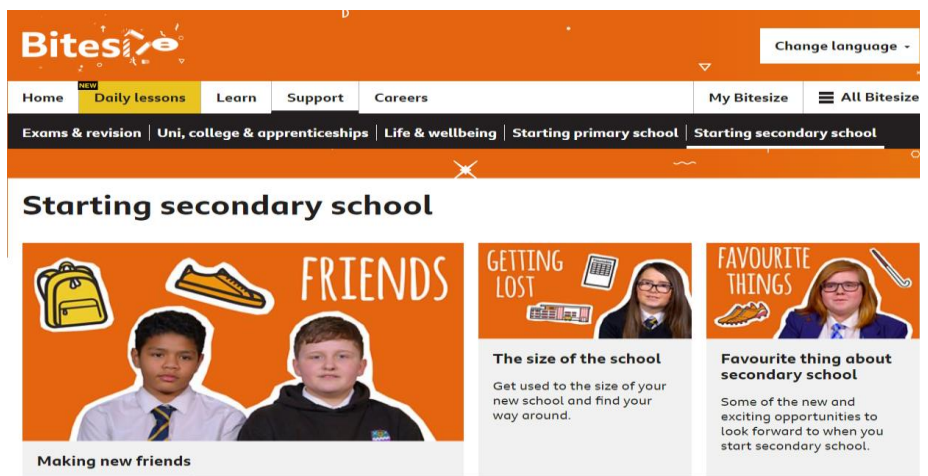 Bitesize
Change language
NEW
Home Daily lessons Learn Support Careers My Bitesize All Bitesize
Exams & revision | Uni, college & apprenticeships | Life & wellbeing | Starting primary school | Starting secondary school
Starting secondary school
FRIENDS
Making new friends
GETTING
LOST
The size of the school
Get used to the size of your
new school and find your
way around.
FAVOURITE
THINGS
Favourite thing about
secondary school
Some of the new and
exciting opportunities to
look forward to when you
start secondary school.